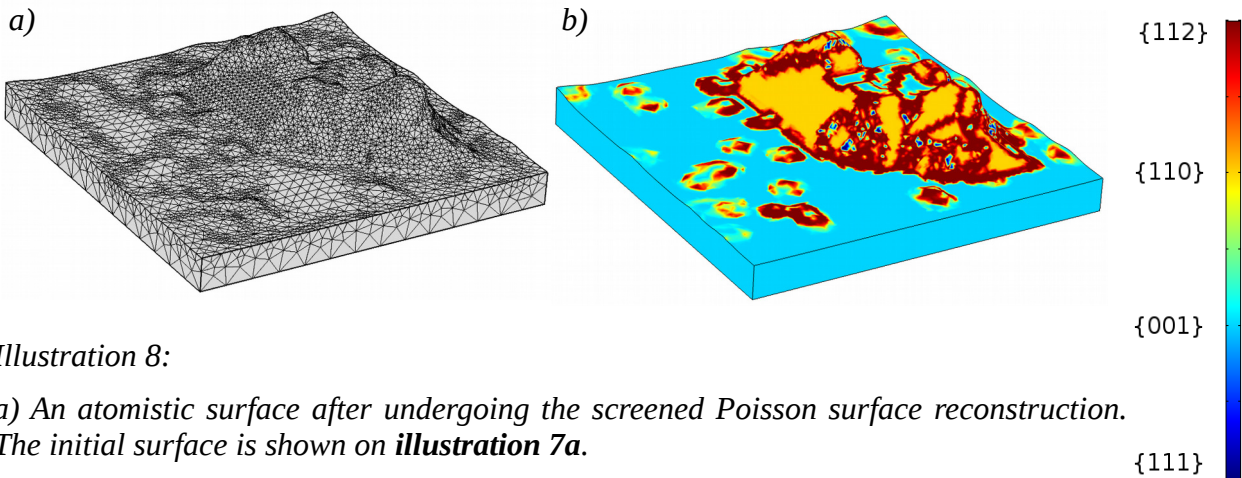 a)
b)
{112}
{110}
{001}
{111}
Illustration 8:
a) An atomistic surface after undergoing the screened Poisson surface reconstruction.
The initial surface is shown on illustration 7a.